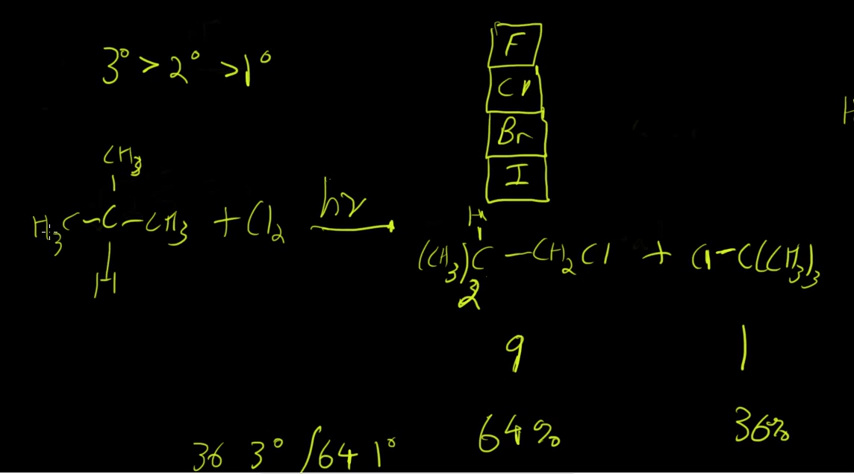 3° > 2° > 1°
F
Cl
Br
I
CH3
H3C-C-CH3 + Cl2 hν
H
H
(CH3)2C-CH2Cl + Cl-C(CH3)3
9 1
64% 36%
36 3° / 64 1°